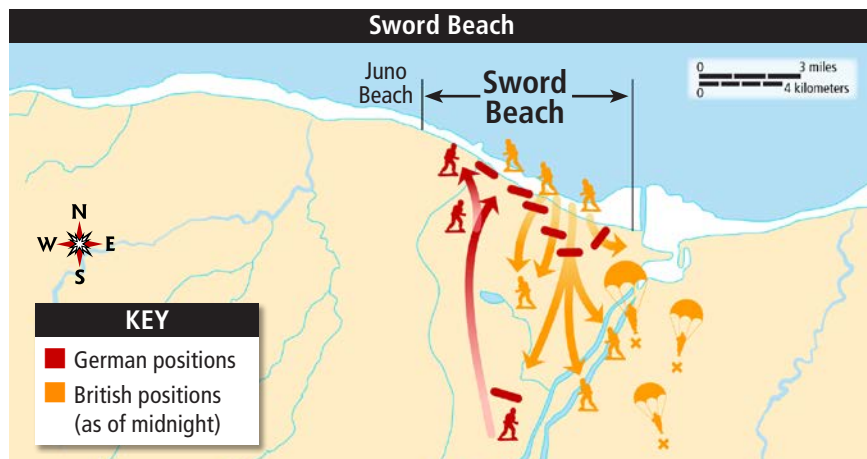 Sword Beach
Juno
Beach
Sword
Beach
0 3 miles
0 4 kilometers
N
W E
S
KEY
German positions
British positions
(as of midnight)